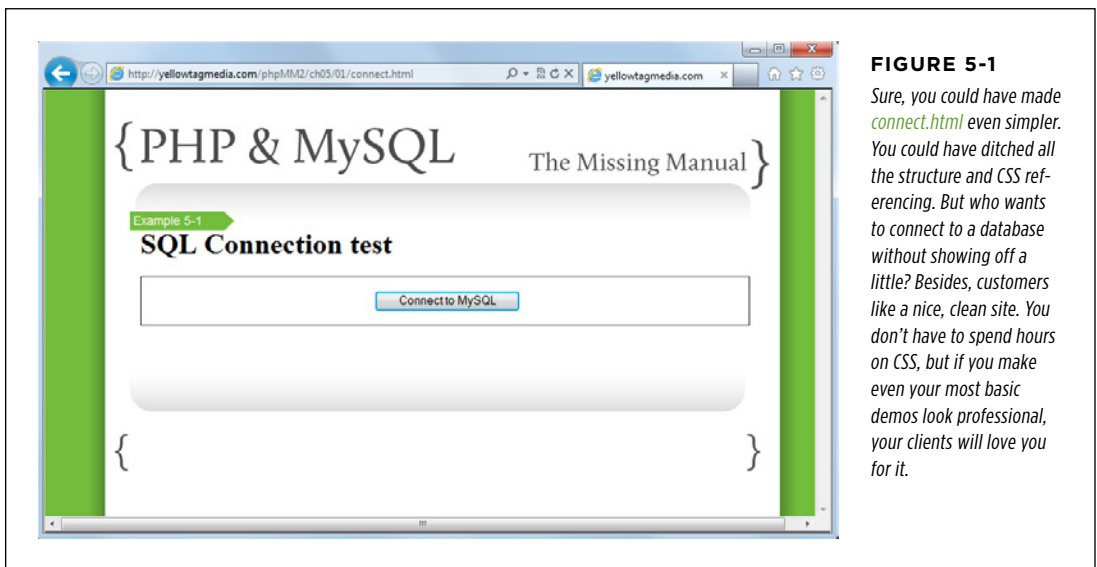 http://yellowtagmedia.com/phpMM2/ch05/01/connect.html
yellowtagmedia.com
{PHP & MySQL
The Missing Manual}
Example 5-1
SQL Connection test
Connect to MySQL
{ }
FIGURE 5-1
Sure, you could have made
connect.html even simpler.
You could have ditched all
the structure and CSS ref-
erencing. But who wants
to connect to a database
without showing off a
little? Besides, customers
like a nice, clean site. You
don't have to spend hours
on CSS, but if you make
even your most basic
demos look professional,
your clients will love you
for it.